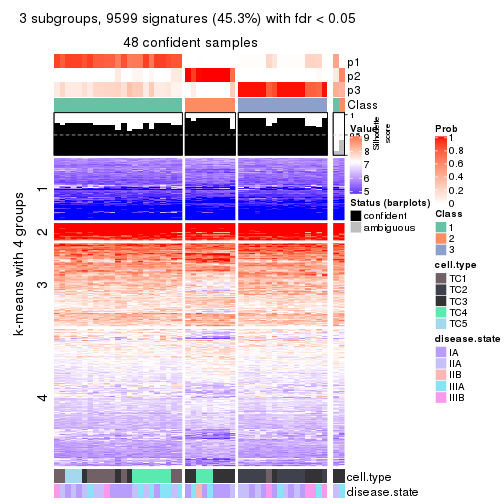 3 subgroups, 9599 signatures (45.3%) with fdr < 0.05
48 confident samples
p1
p2
p3
Class
1
Silhouette
score
k-means with 4 groups
1
2
3
4
Value
9
8
7
6
5
Status (barplots)
confident
ambiguous
Prob
1
0.8
0.6
0.4
0.2
0
Class
1
2
3
cell.type
TC1
TC2
TC3
TC4
TC5
disease.state
IA
IIA
IIB
IIIA
IIIB
cell.type
disease.state